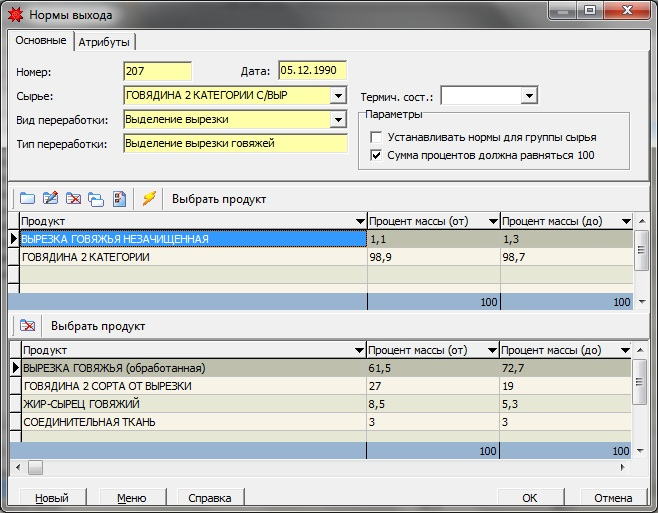 Нормы выхода
Основные Атрибуты
Номер: 207 Дата: 05.12.1990
Сырье: ГОВЯДИНА 2 КАТЕГОРИИ С/ВЫР Термич. сост.:
Вид переработки: Выделение вырезки Параметры
Устанавливать нормы для группы сырья
Тип переработки: Выделение вырезки говяжей Сумма процентов должна равняться 100
Выбрать продукт
Продукт Процент массы (от) Процент массы (до)
ВЫРЕЗКА ГОВЯЖЬЯ НЕЗАЧИЩЕННАЯ 1,1 1,3
ГОВЯДИНА 2 КАТЕГОРИИ 98,9 98,7
100 100
Выбрать продукт
Продукт Процент массы (от) Процент массы (до)
ВЫРЕЗКА ГОВЯЖЬЯ (обработанная) 61,5 72,7
ГОВЯДИНА 2 СОРТА ОТ ВЫРЕЗКИ 27 19
ЖИР-СЫРЕЦ ГОВЯЖИЙ 8,5 5,3
СОЕДИНИТЕЛЬНАЯ ТКАНЬ 3 3
100 100
Новый Меню Справка ОК Отмена